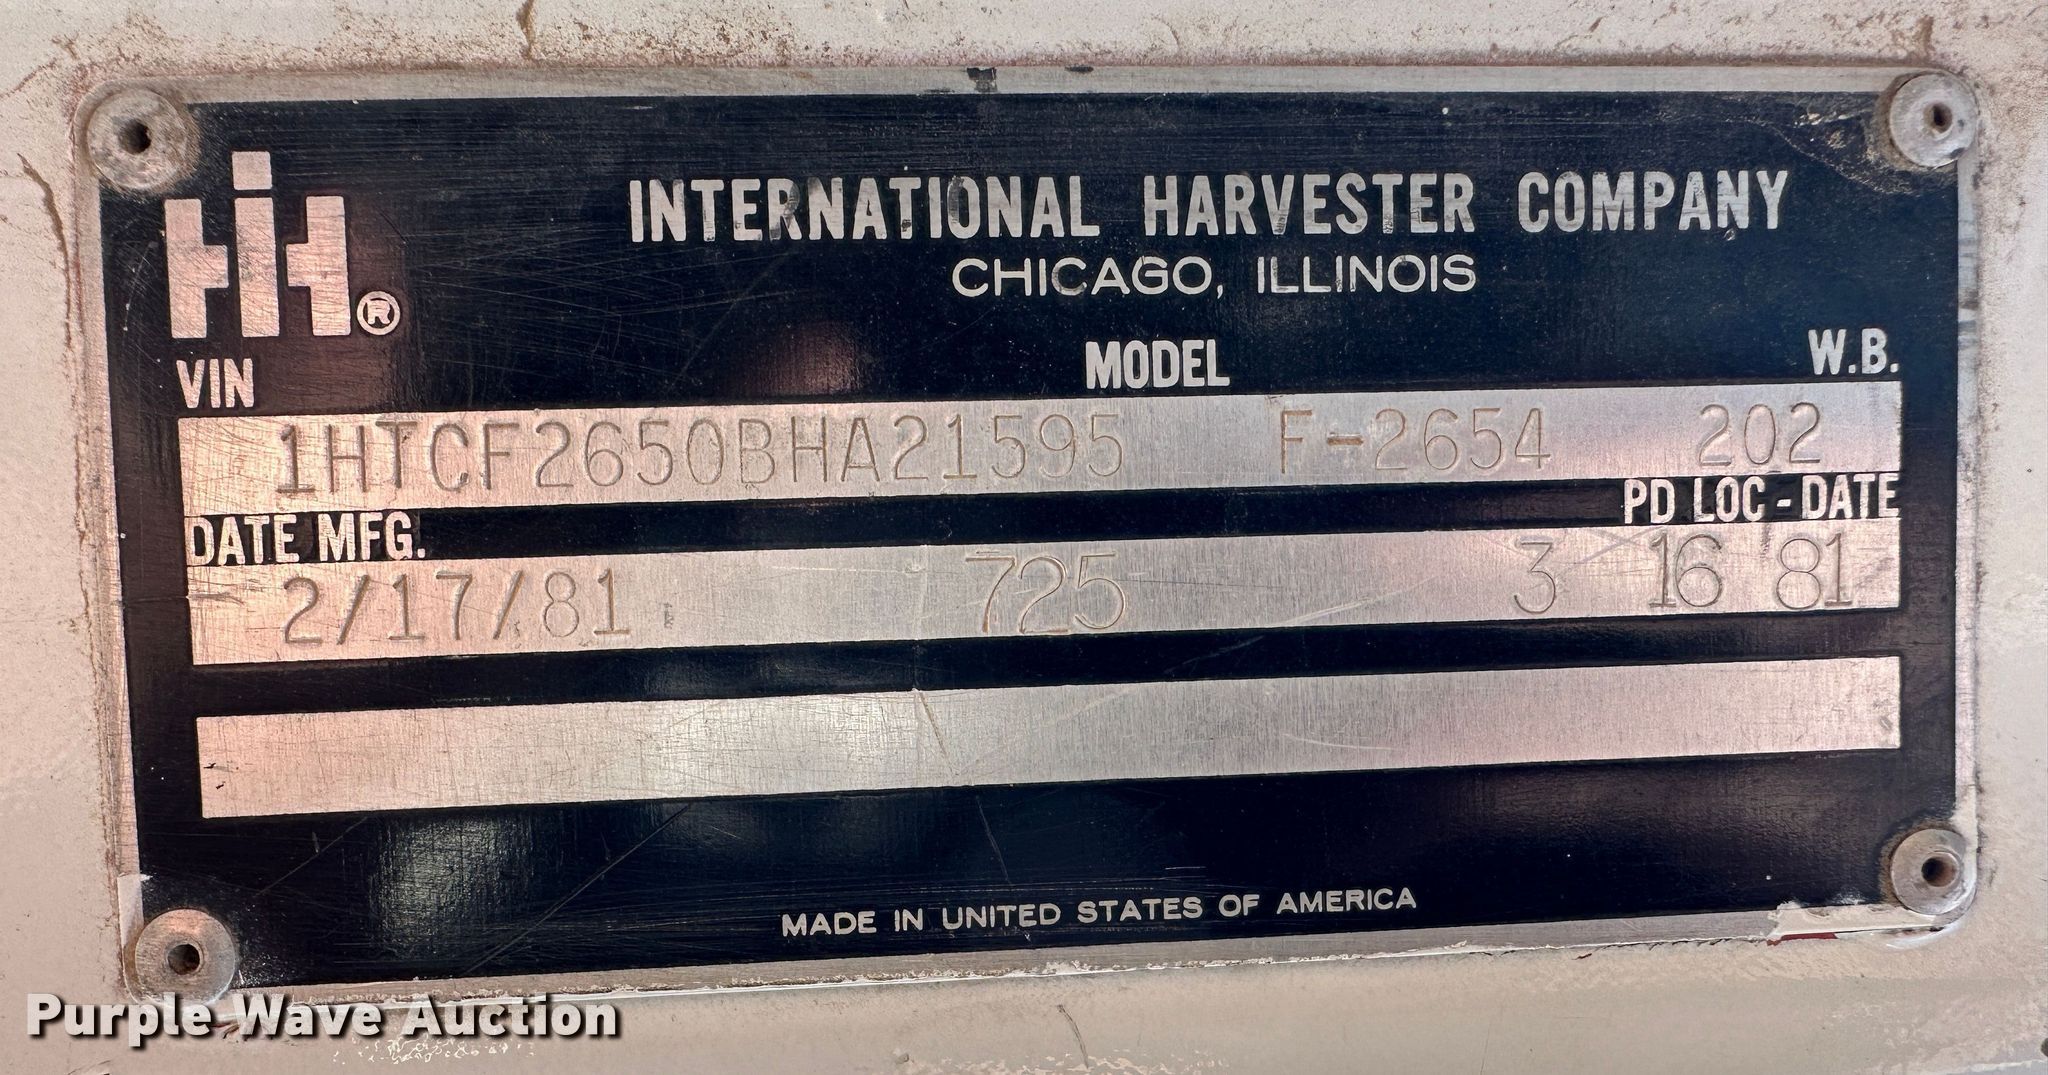 IH®
INTERNATIONAL HARVESTER COMPANY
CHICAGO, ILLINOIS
VIN MODEL W.B.
1HTCF2650BHA21595 F-2654 202
DATE MFG. PD LOC - DATE
2/17/81 725 3 16 81
MADE IN UNITED STATES OF AMERICA
Purple Wave Auction